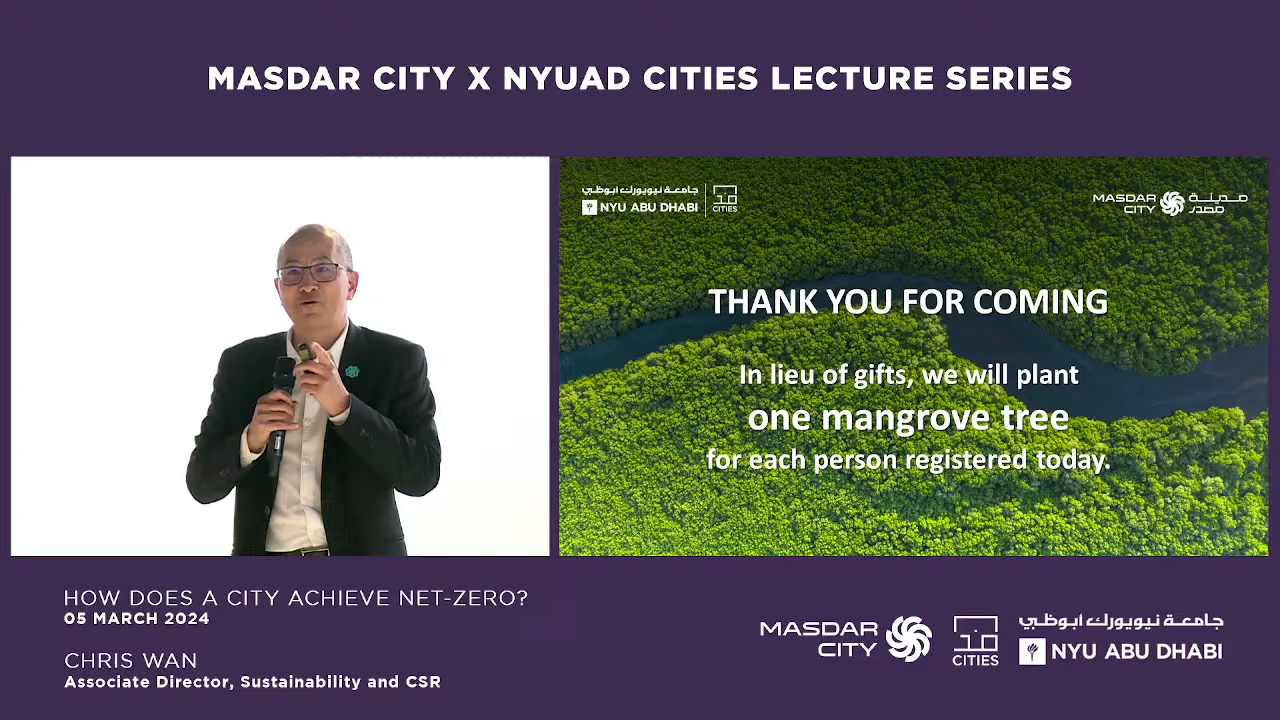 MASDAR CITY X NYUAD CITIES LECTURE SERIES
جامعة نيويورك أبوظبي
NYU ABU DHABI
CITIES
MASDAR CITY
مدينة مصدر
THANK YOU FOR COMING
In lieu of gifts, we will plant
one mangrove tree
for each person registered today.
HOW DOES A CITY ACHIEVE NET-ZERO?
05 MARCH 2024
CHRIS WAN
Associate Director, Sustainability and CSR
MASDAR CITY
CITIES
جامعة نيويورك أبوظبي
NYU ABU DHABI